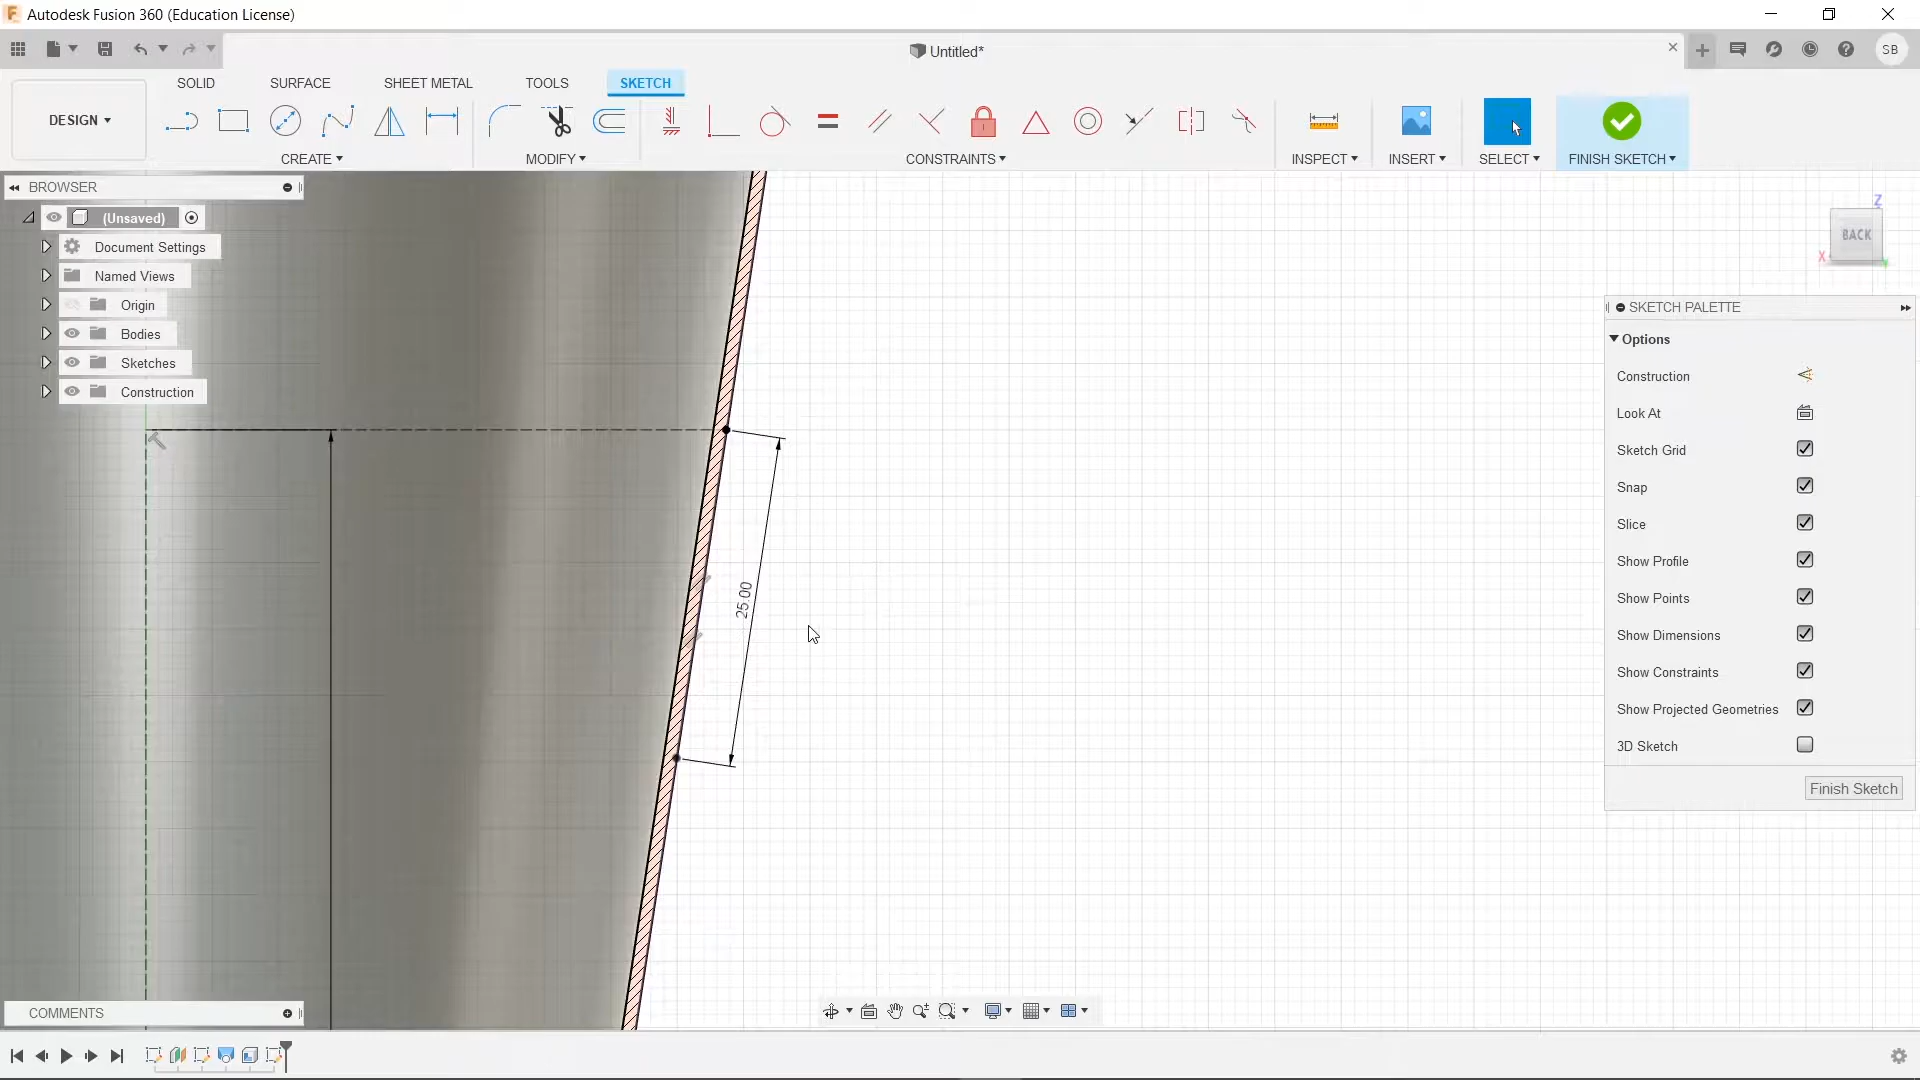 Autodesk Fusion 360 (Education License)
Untitled*
SB
DESIGN
SOLID
SURFACE
SHEET METAL
TOOLS
SKETCH
CREATE
MODIFY
CONSTRAINTS
INSPECT
INSERT
SELECT
FINISH SKETCH
BROWSER
(Unsaved)
Document Settings
Named Views
Origin
Bodies
Sketches
Construction
25.00
Z
BACK
X
Y
SKETCH PALETTE
Options
Construction
Look At
Sketch Grid
Snap
Slice
Show Profile
Show Points
Show Dimensions
Show Constraints
Show Projected Geometries
3D Sketch
Finish Sketch
COMMENTS